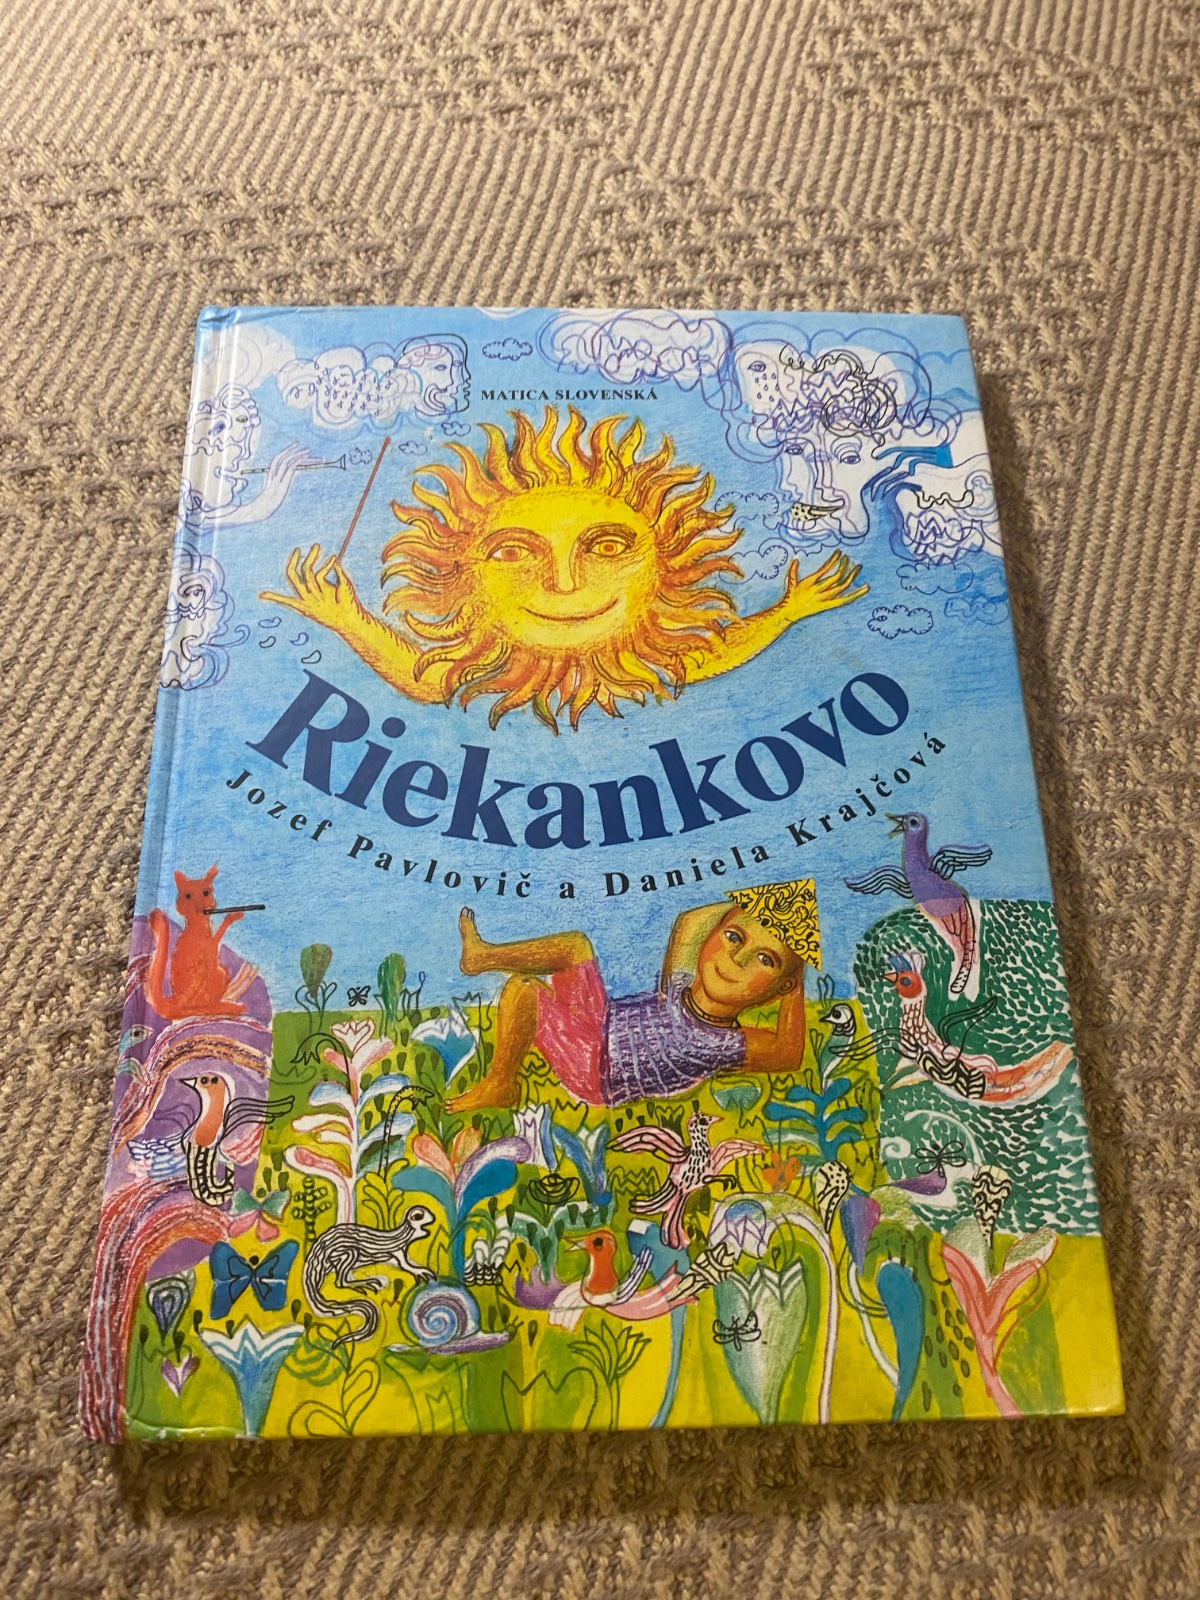 MATICA SLOVENSKÁ
Riekankovo
Jozef Pavlovič a Daniela Krajčová